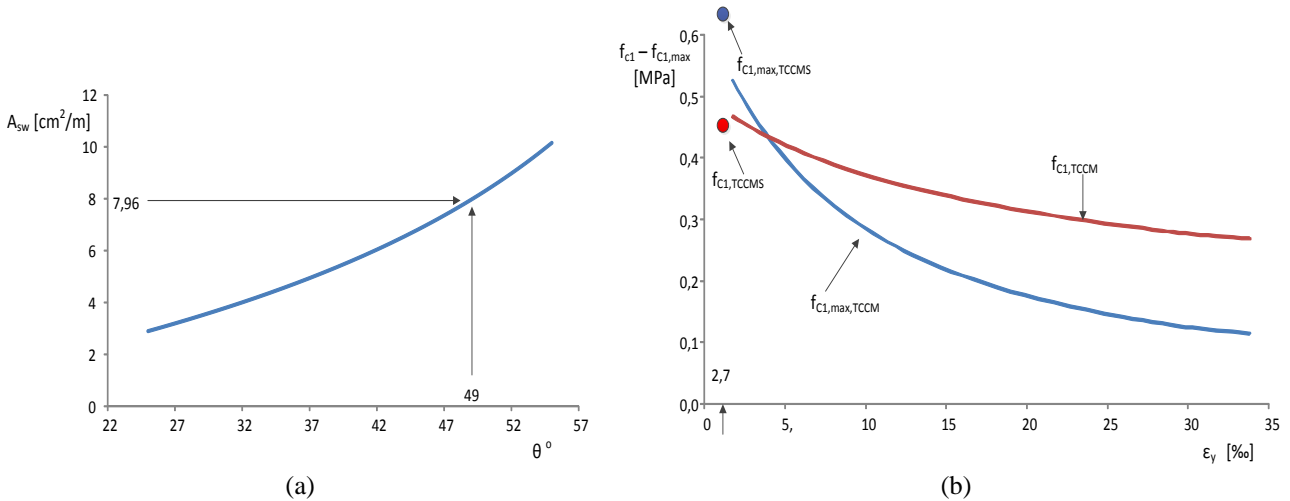 A_sw [cm²/m]
12
10
8
6
4
2
0
7,96
49
22 27 32 37 42 47 52 57
θ °
(a)
f_c1 – f_C1,max
[MPa]
0,6
0,5
0,4
0,3
0,2
0,1
0,0
f_C1,max,TCCMS
f_C1,TCCMS
f_C1,TCCM
f_C1,max,TCCM
2,7
0 5, 10 15 20 25 30 35
ε_y [‰]
(b)